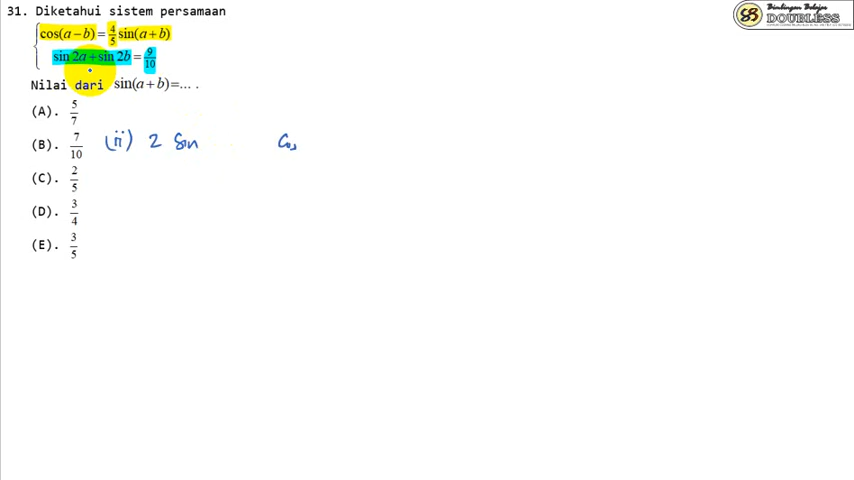 31. Diketahui sistem persamaan
Bimbingan Belajar
DOUBLESS
cos(a − b) = 4/5 sin(a + b)
sin 2a + sin 2b = 9/10
Nilai dari sin(a + b) = ... .
(A). 5/7
(B). 7/10 (ii) 2 sin cos
(C). 2/5
(D). 3/4
(E). 3/5